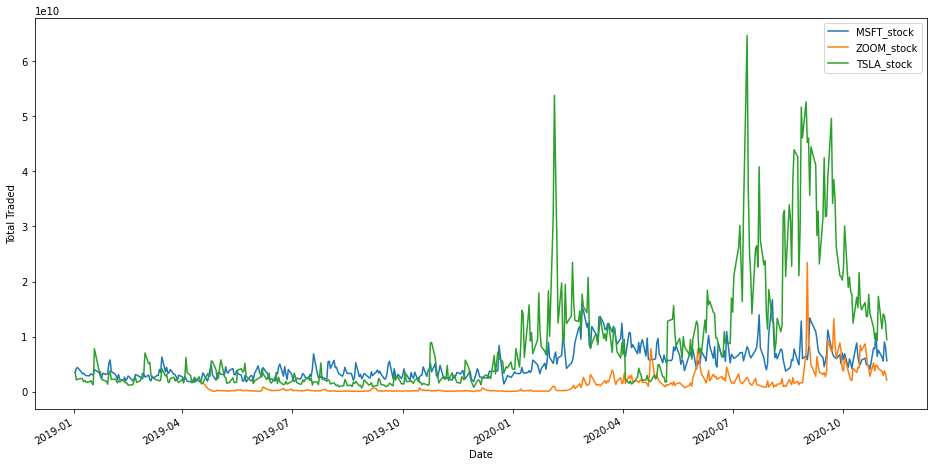 1e10
MSFT_stock
ZOOM_stock
TSLA_stock
6
5
4
3
2
1
0
Total Traded
2019-01
2019-04
2019-07
2019-10
2020-01
2020-04
2020-07
2020-10
Date